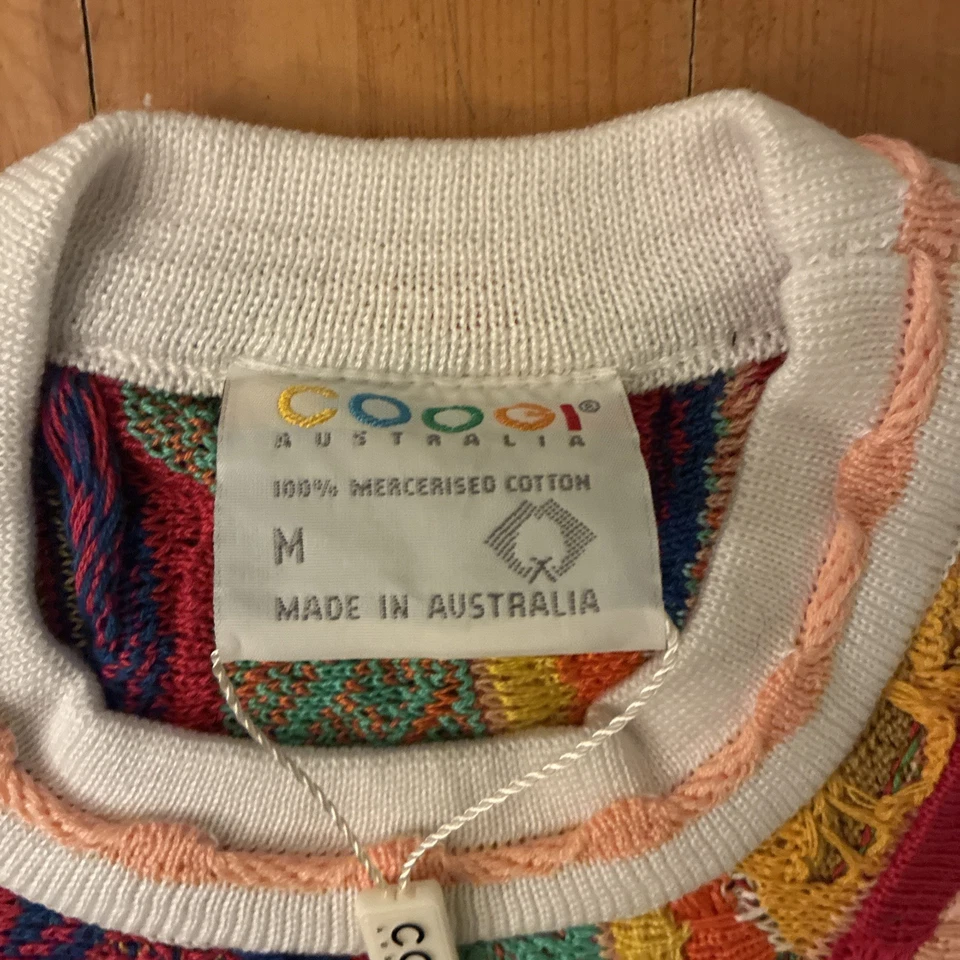 COOGI®
AUSTRALIA
100% MERCERISED COTTON
M
MADE IN AUSTRALIA